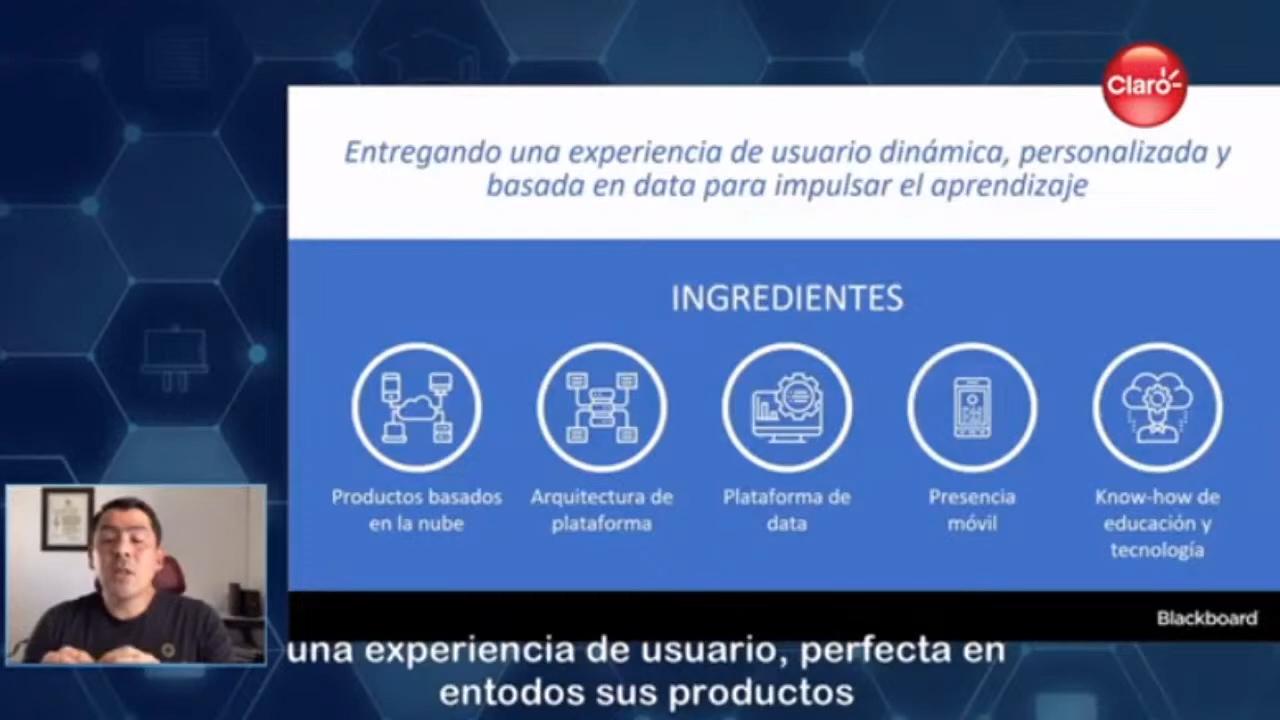 Claro
Entregando una experiencia de usuario dinámica, personalizada y
basada en data para impulsar el aprendizaje
INGREDIENTES
Productos basados
en la nube
Arquitectura de
plataforma
Plataforma de
data
Presencia
móvil
Know-how de
educación y
tecnología
Blackboard
una experiencia de usuario, perfecta en
entodos sus productos